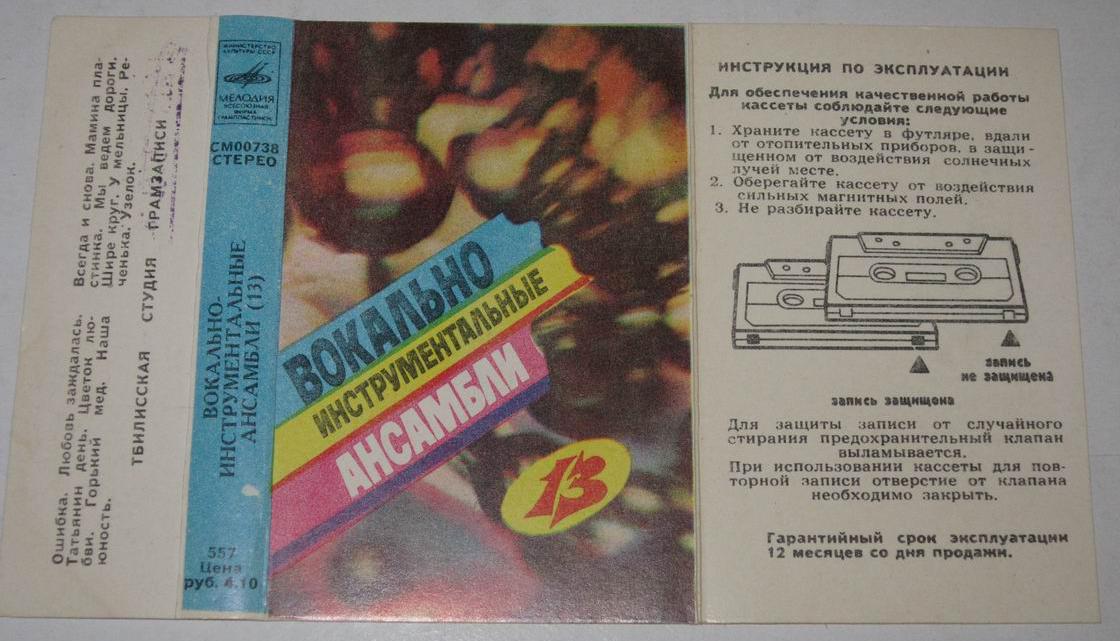 Ошибка. Любовь заждалась.
Татьянин день. Цветок лю-
бви. Горький мед. Наша
юность.
Всегда и снова. Мамина пла-
стинка. Мы ведем дороги.
Шире круг. У мельницы. Ре-
ченька. Узелок.
ТБИЛИССКАЯ СТУДИЯ ГРАМЗАПИСИ
МИНИСТЕРСТВО
КУЛЬТУРЫ СССР
МЕЛОДИЯ
ВСЕСОЮЗНАЯ
ФИРМА
ГРАМПЛАСТИНОК
СМ00738
СТЕРЕО
ВОКАЛЬНО-
ИНСТРУМЕНТАЛЬНЫЕ
АНСАМБЛИ (13)
557
Цена
руб. 4.10
ВОКАЛЬНО
ИНСТРУМЕНТАЛЬНЫЕ
АНСАМБЛИ
13
ИНСТРУКЦИЯ ПО ЭКСПЛУАТАЦИИ
Для обеспечения качественной работы
кассеты соблюдайте следующие
условия:
1. Храните кассету в футляре, вдали
от отопительных приборов, в защи-
щенном от воздействия солнечных
лучей месте.
2. Оберегайте кассету от воздействия
сильных магнитных полей.
3. Не разбирайте кассету.
запись
не защищена
запись защищена
Для защиты записи от случайного
стирания предохранительный клапан
выламывается.
При использовании кассеты для пов-
торной записи отверстие от клапана
необходимо закрыть.
Гарантийный срок эксплуатации
12 месяцев со дня продажи.